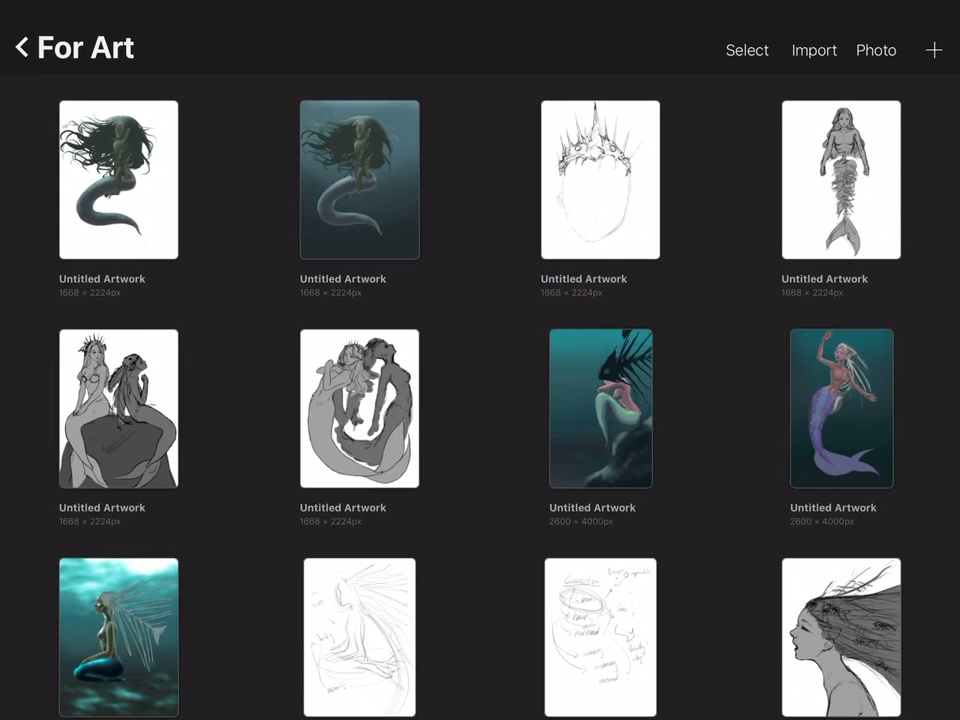 For Art
Select Import Photo
Untitled Artwork
1668 × 2224px
Untitled Artwork
1668 × 2224px
Untitled Artwork
1668 × 2224px
Untitled Artwork
1668 × 2224px
Untitled Artwork
1668 × 2224px
Untitled Artwork
1668 × 2224px
Untitled Artwork
2600 × 4000px
Untitled Artwork
2600 × 4000px